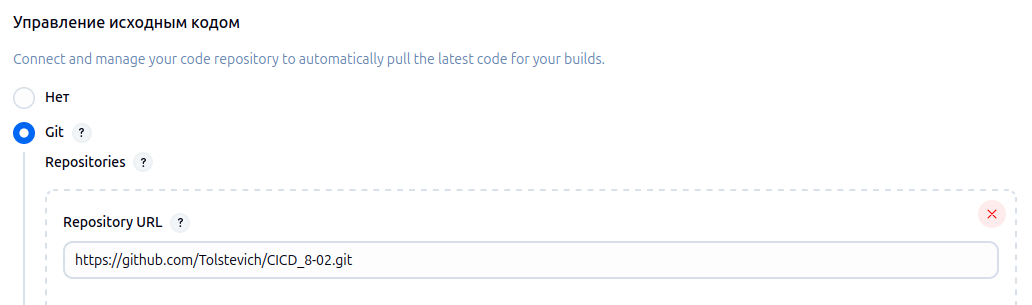 Управление исходным кодом
Connect and manage your code repository to automatically pull the latest code for your builds.
Нет
Git ?
Repositories ?
Repository URL ?
https://github.com/Tolstevich/CICD_8-02.git